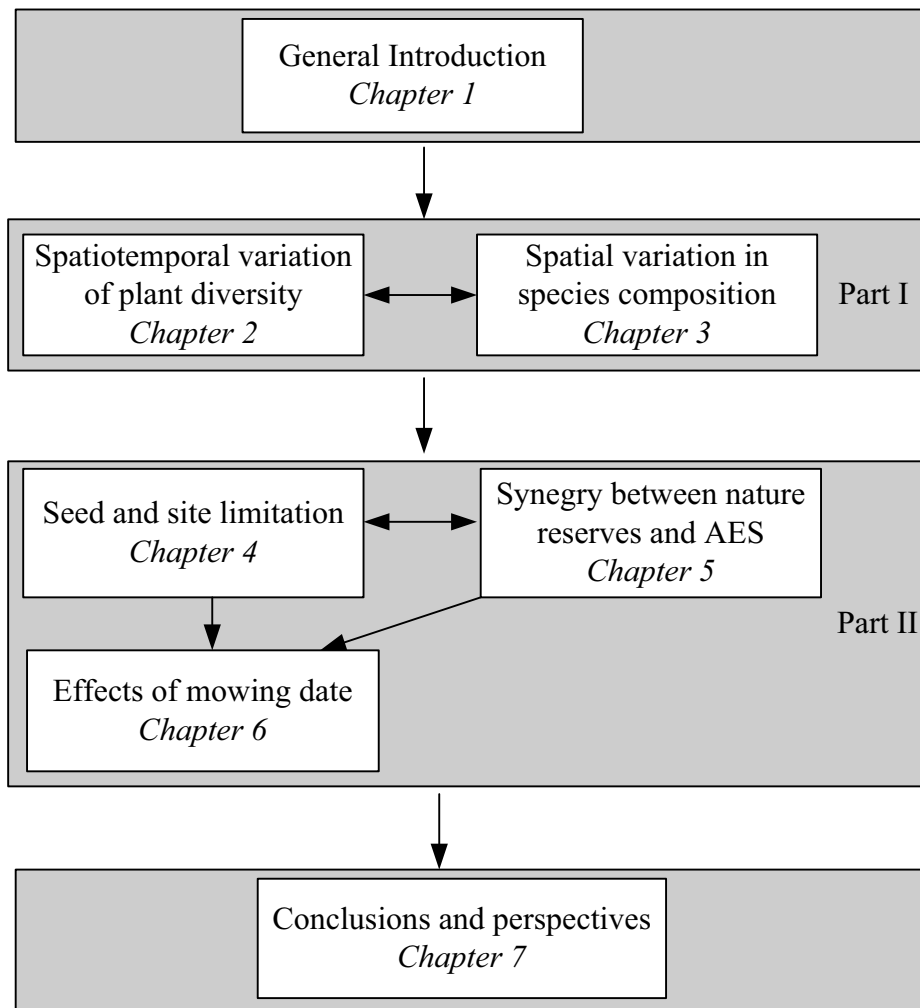 General Introduction
Chapter 1
Spatiotemporal variation
of plant diversity
Chapter 2
Spatial variation in
species composition
Chapter 3
Part I
Seed and site limitation
Chapter 4
Synegry between nature
reserves and AES
Chapter 5
Part II
Effects of mowing date
Chapter 6
Conclusions and perspectives
Chapter 7